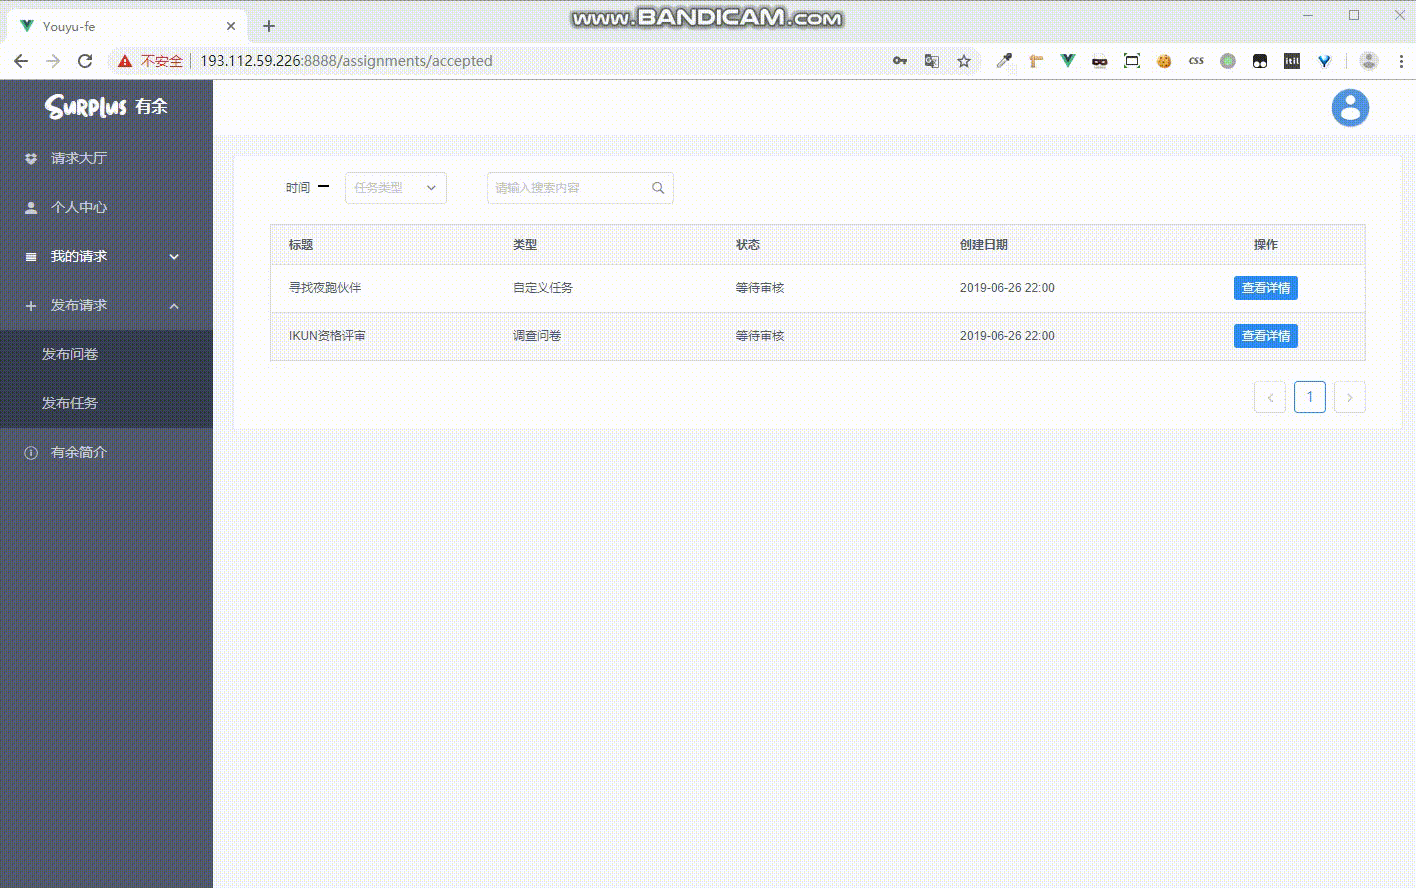 www.BANDICAM.com
Youyu-fe
不安全 193.112.59.226:8888/assignments/accepted
css
itil
Surplus 有余
请求大厅
个人中心
我的请求
发布请求
发布问卷
发布任务
有余简介
时间 任务类型 请输入搜索内容
标题 类型 状态 创建日期 操作
寻找夜跑伙伴 自定义任务 等待审核 2019-06-26 22:00 查看详情
IKUN资格评审 调查问卷 等待审核 2019-06-26 22:00 查看详情
1